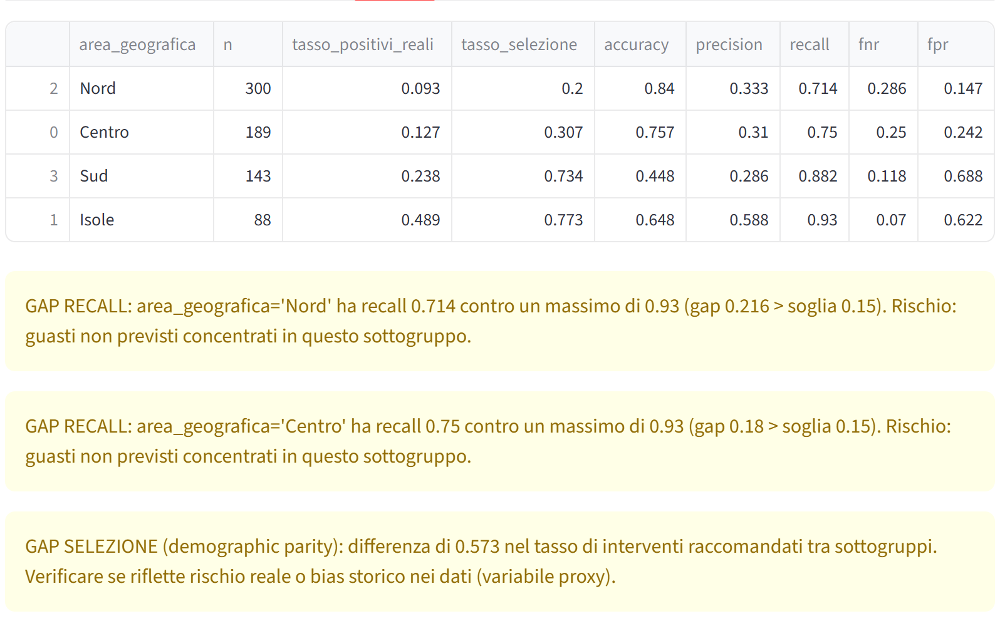 area_geografica n tasso_positivi_reali tasso_selezione accuracy precision recall fnr fpr
2 Nord 300 0.093 0.2 0.84 0.333 0.714 0.286 0.147
0 Centro 189 0.127 0.307 0.757 0.31 0.75 0.25 0.242
3 Sud 143 0.238 0.734 0.448 0.286 0.882 0.118 0.688
1 Isole 88 0.489 0.773 0.648 0.588 0.93 0.07 0.622
GAP RECALL: area_geografica='Nord' ha recall 0.714 contro un massimo di 0.93 (gap 0.216 > soglia 0.15). Rischio:
guasti non previsti concentrati in questo sottogruppo.
GAP RECALL: area_geografica='Centro' ha recall 0.75 contro un massimo di 0.93 (gap 0.18 > soglia 0.15). Rischio:
guasti non previsti concentrati in questo sottogruppo.
GAP SELEZIONE (demographic parity): differenza di 0.573 nel tasso di interventi raccomandati tra sottogruppi.
Verificare se riflette rischio reale o bias storico nei dati (variabile proxy).